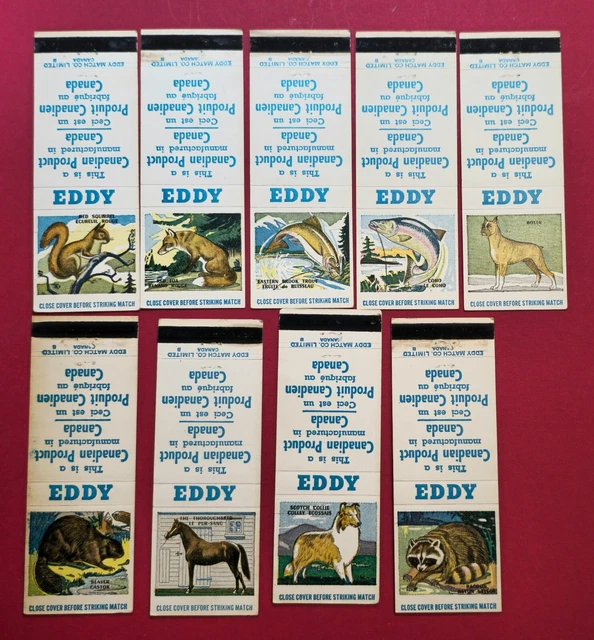 This is a
Canadian Product
manufactured in
Canada
Ceci est un
Produit Canadien
fabriqué au
Canada
EDDY MATCH CO. LIMITED
CANADA
B
EDDY
RED SQUIRREL
ECUREUIL ROUGE
CLOSE COVER BEFORE STRIKING MATCH
This is a
Canadian Product
manufactured in
Canada
Ceci est un
Produit Canadien
fabriqué au
Canada
EDDY MATCH CO. LIMITED
CANADA
B
EDDY
RED FOX
RENARD ROUGE
CLOSE COVER BEFORE STRIKING MATCH
This is a
Canadian Product
manufactured in
Canada
Ceci est un
Produit Canadien
fabriqué au
Canada
EDDY MATCH CO. LIMITED
CANADA
B
EDDY
EASTERN BROOK TROUT
TRUITE de RUISSEAU
CLOSE COVER BEFORE STRIKING MATCH
This is a
Canadian Product
manufactured in
Canada
Ceci est un
Produit Canadien
fabriqué au
Canada
EDDY MATCH CO. LIMITED
CANADA
B
EDDY
COHO
LE COHO
CLOSE COVER BEFORE STRIKING MATCH
This is a
Canadian Product
manufactured in
Canada
Ceci est un
Produit Canadien
fabriqué au
Canada
EDDY MATCH CO. LIMITED
CANADA
B
EDDY
BOXER
CLOSE COVER BEFORE STRIKING MATCH
This is a
Canadian Product
manufactured in
Canada
Ceci est un
Produit Canadien
fabriqué au
Canada
EDDY MATCH CO. LIMITED
CANADA
B
EDDY
BEAVER
CASTOR
CLOSE COVER BEFORE STRIKING MATCH
This is a
Canadian Product
manufactured in
Canada
Ceci est un
Produit Canadien
fabriqué au
Canada
EDDY MATCH CO. LIMITED
CANADA
B
EDDY
THE THOROUGHBRED
LE PUR-SANG
CLOSE COVER BEFORE STRIKING MATCH
This is a
Canadian Product
manufactured in
Canada
Ceci est un
Produit Canadien
fabriqué au
Canada
EDDY MATCH CO. LIMITED
CANADA
B
EDDY
SCOTCH COLLIE
COLLEY ECOSSAIS
CLOSE COVER BEFORE STRIKING MATCH
This is a
Canadian Product
manufactured in
Canada
Ceci est un
Produit Canadien
fabriqué au
Canada
EDDY MATCH CO. LIMITED
CANADA
B
EDDY
RACOON
RATON LAVEUR
CLOSE COVER BEFORE STRIKING MATCH